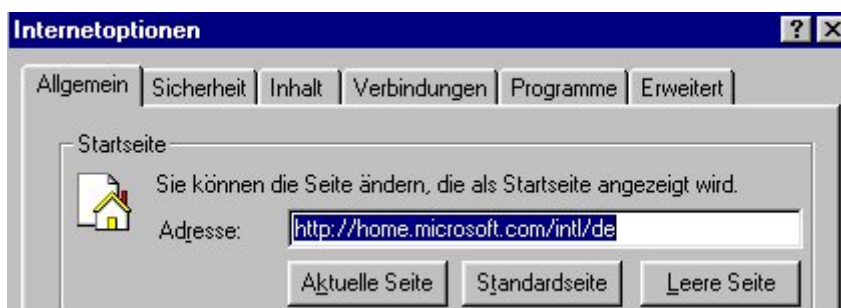 Internetoptionen ? X
Allgemein Sicherheit Inhalt Verbindungen Programme Erweitert
Startseite
Sie können die Seite ändern, die als Startseite angezeigt wird.
Adresse: http://home.microsoft.com/intl/de
Aktuelle Seite Standardseite Leere Seite